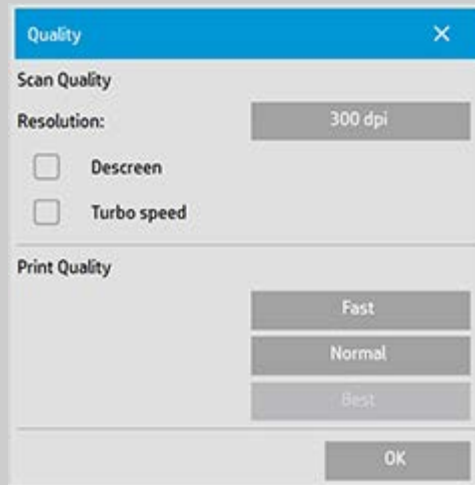 Quality
Scan Quality
Resolution: 300 dpi
Descreen
Turbo speed
Print Quality
Fast
Normal
Best
OK